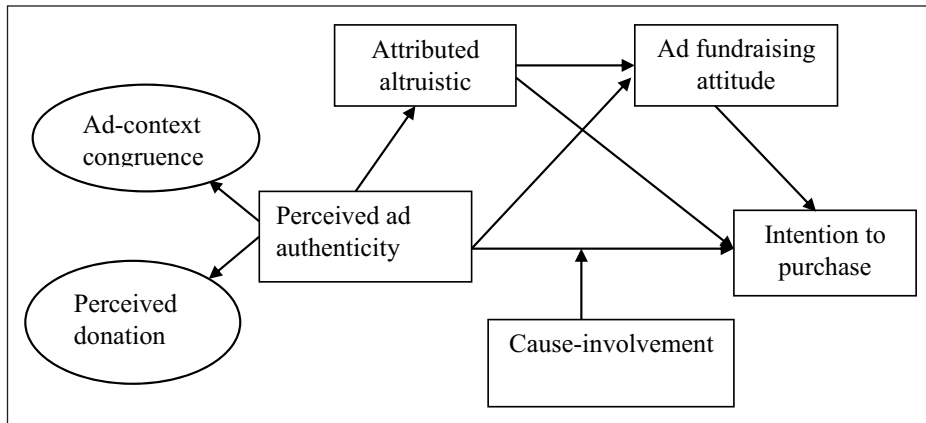 Attributed
altruistic
Ad fundraising
attitude
Ad-context
congruence
Perceived ad
authenticity
Intention to
purchase
Perceived
donation
Cause-involvement